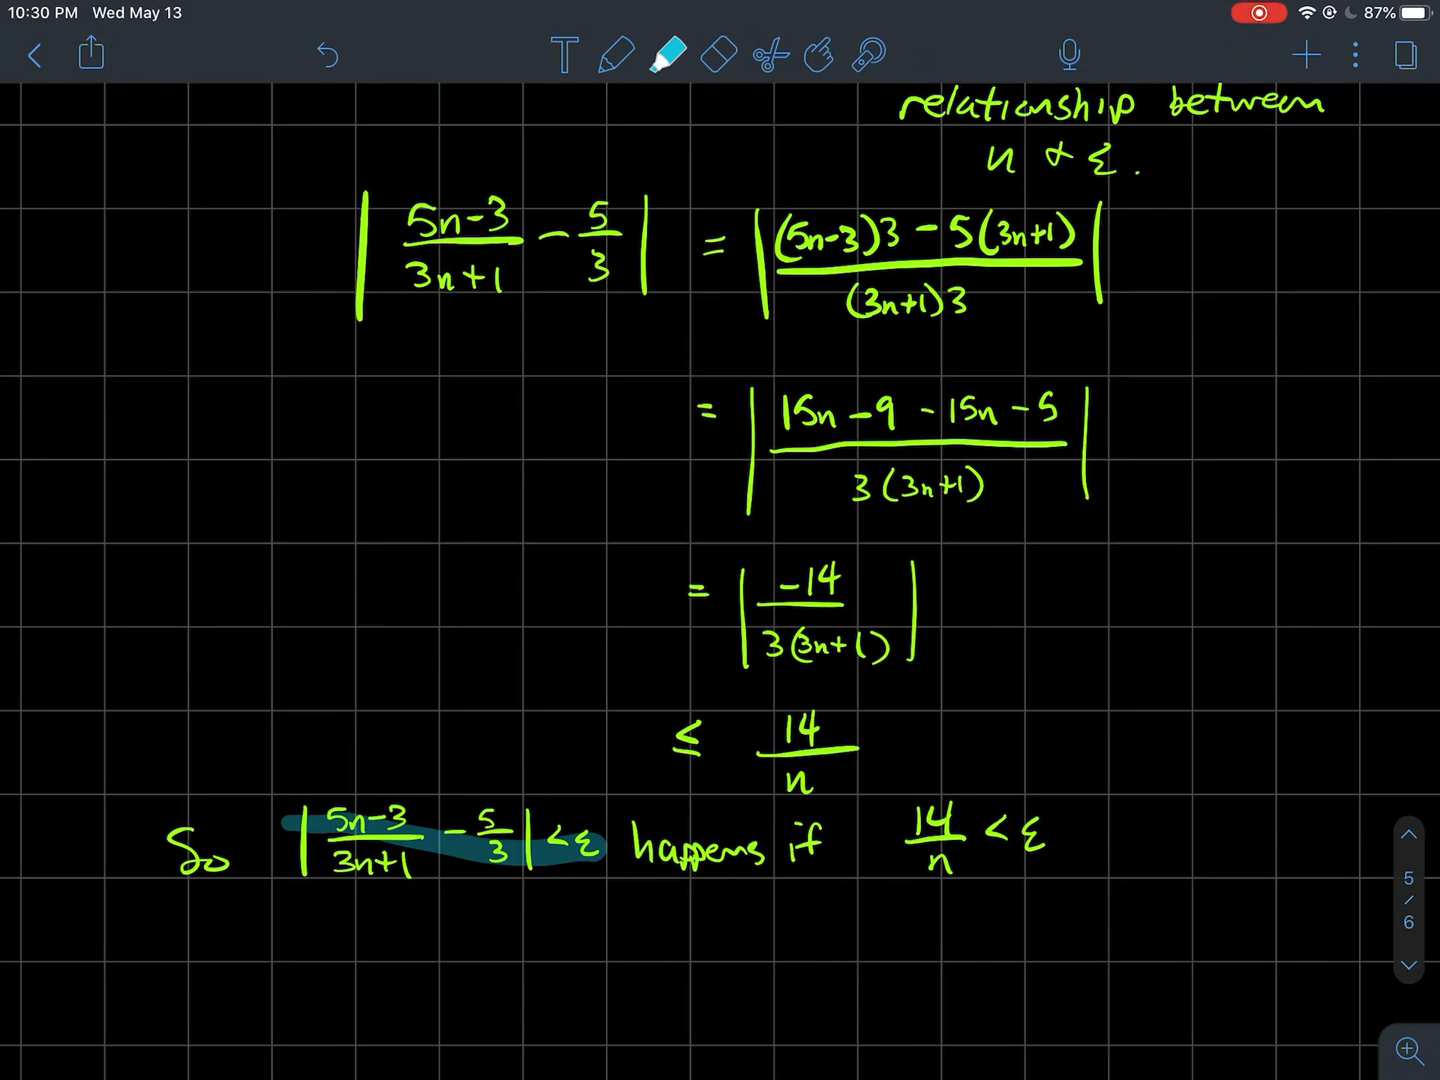 10:30 PM Wed May 13
87%
T
relationship between
n & ε.
| (5n-3)/(3n+1) - 5/3 | = | ((5n-3)3 - 5(3n+1))/((3n+1)3) |
= | (15n - 9 - 15n - 5)/(3(3n+1)) |
= | (-14)/(3(3n+1)) |
≤ 14/n
So | (5n-3)/(3n+1) - 5/3 | < ε happens if 14/n < ε
5
/
6